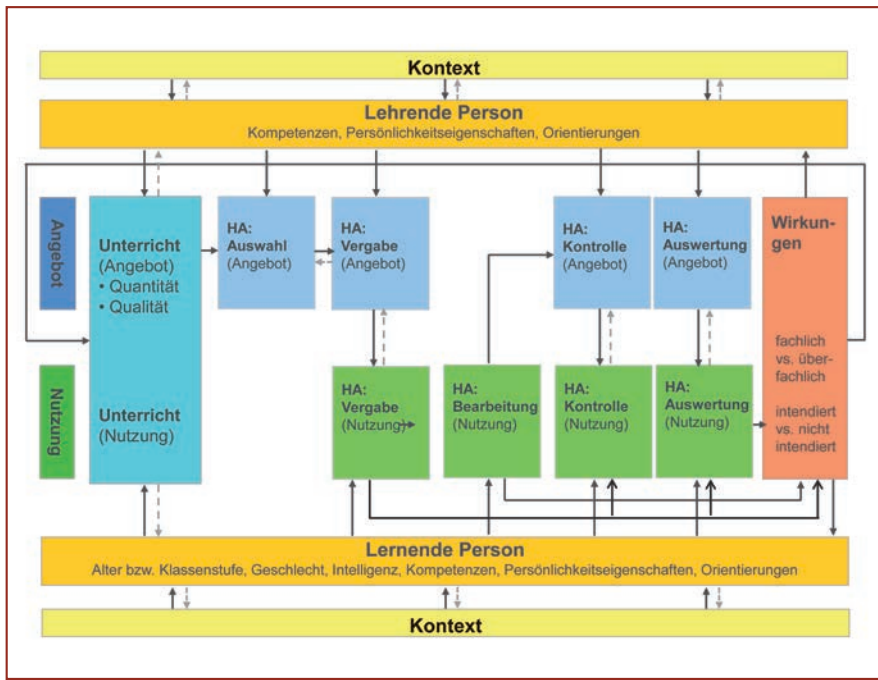 Kontext
Lehrende Person
Kompetenzen, Persönlichkeitseigenschaften, Orientierungen
Angebot
Unterricht
(Angebot)
• Quantität
• Qualität
HA:
Auswahl
(Angebot)
HA:
Vergabe
(Angebot)
HA:
Kontrolle
(Angebot)
HA:
Auswertung
(Angebot)
Wirkun-
gen
fachlich
vs. über-
fachlich
intendiert
vs. nicht
intendiert
Nutzung
Unterricht
(Nutzung)
HA:
Vergabe
(Nutzung)
HA:
Bearbeitung
(Nutzung)
HA:
Kontrolle
(Nutzung)
HA:
Auswertung
(Nutzung)
Lernende Person
Alter bzw. Klassenstufe, Geschlecht, Intelligenz, Kompetenzen, Persönlichkeitseigenschaften, Orientierungen
Kontext